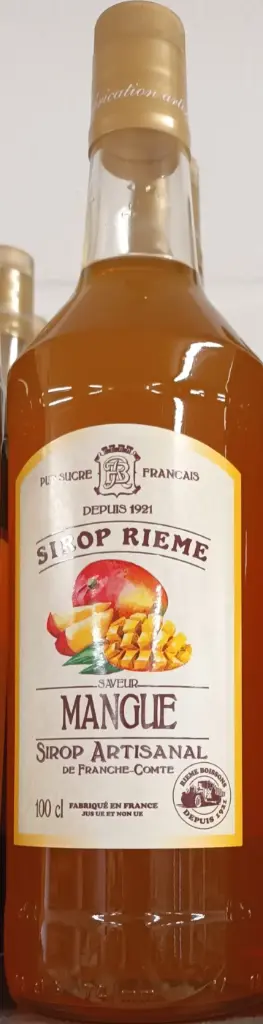 PUR SUCRE FRANCAIS
DEPUIS 1921
SIROP RIEME
SAVEUR
MANGUE
SIROP ARTISANAL
DE FRANCHE-COMTE
100 cl
FABRIQUÉ EN FRANCE
JUS UE ET NON UE
RIEME BOISSONS
DEPUIS 1921